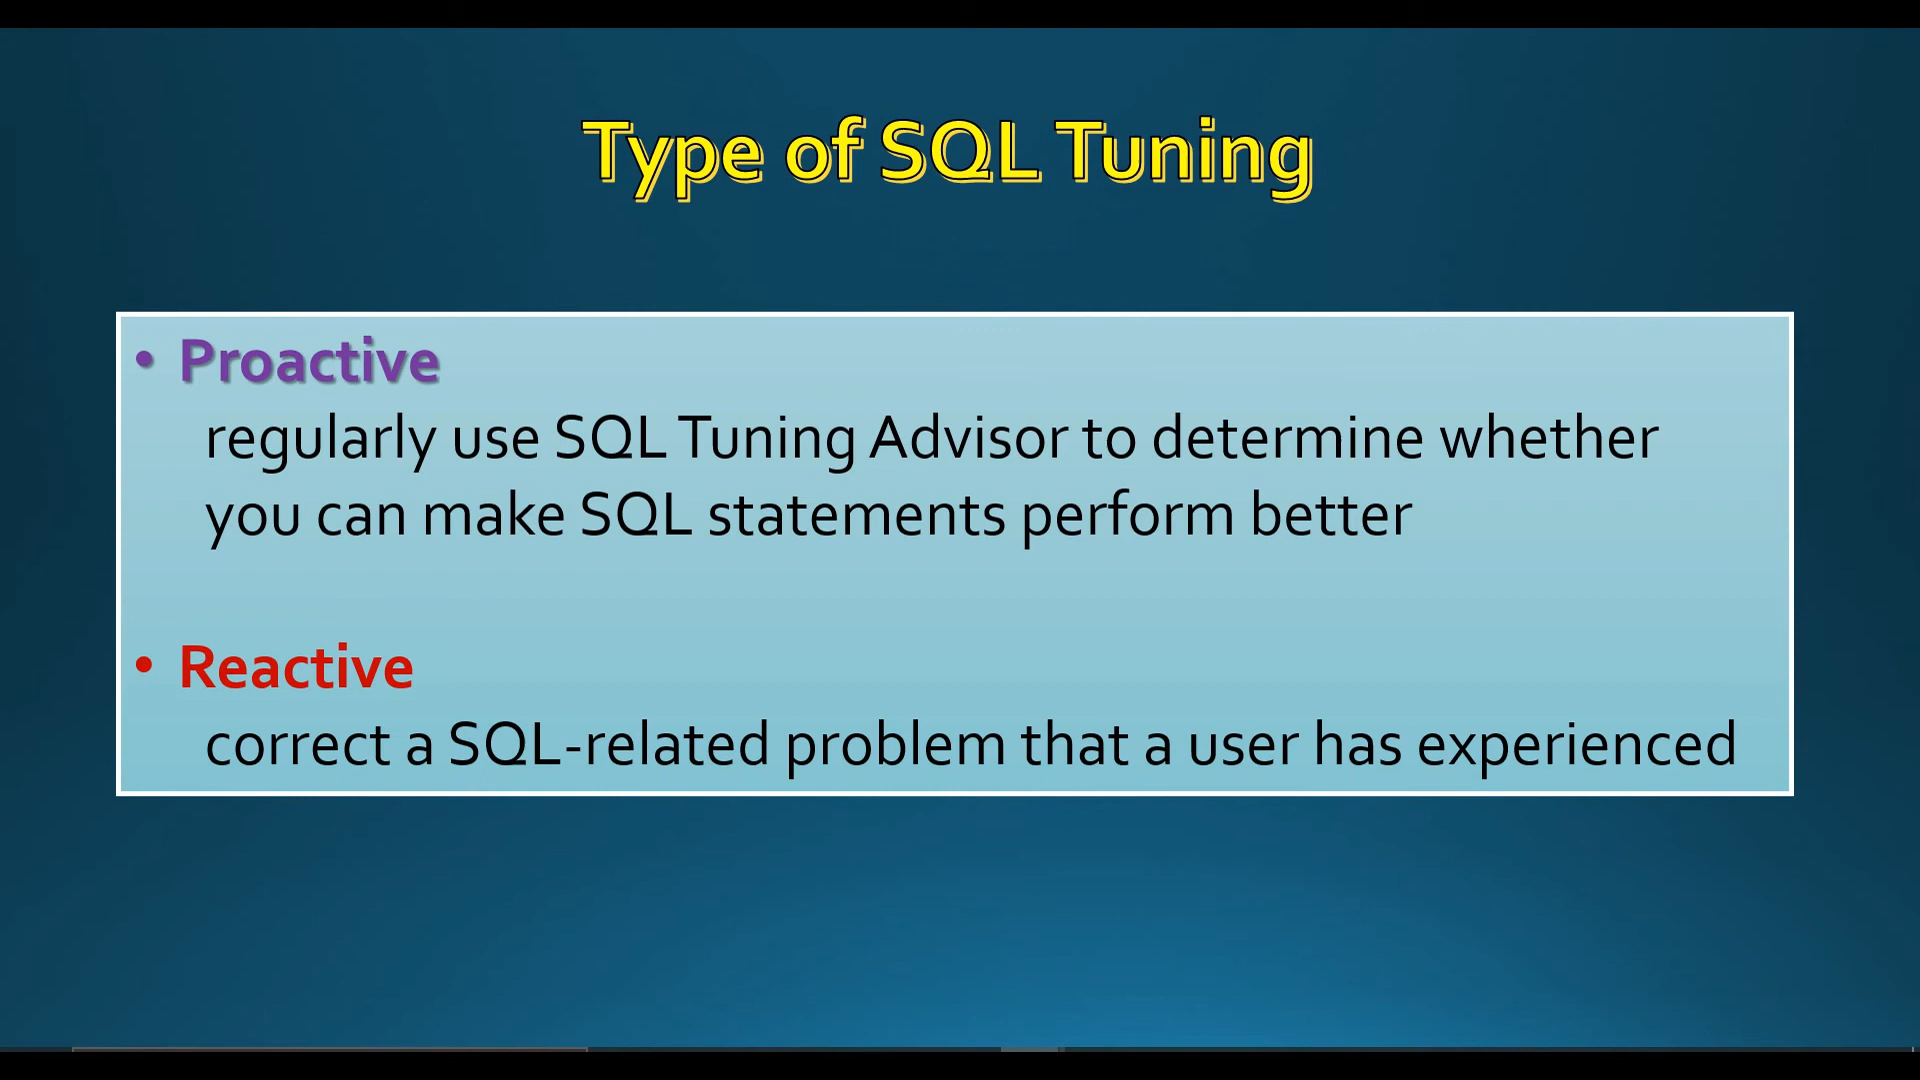 Type of SQL Tuning
• Proactive
regularly use SQL Tuning Advisor to determine whether
you can make SQL statements perform better
• Reactive
correct a SQL-related problem that a user has experienced